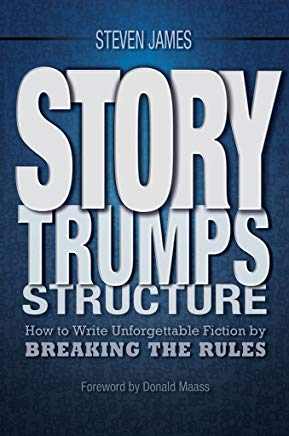 STEVEN JAMES
STORY
TRUMPS
STRUCTURE
How to Write Unforgettable Fiction by
BREAKING THE RULES
Foreword by Donald Maass